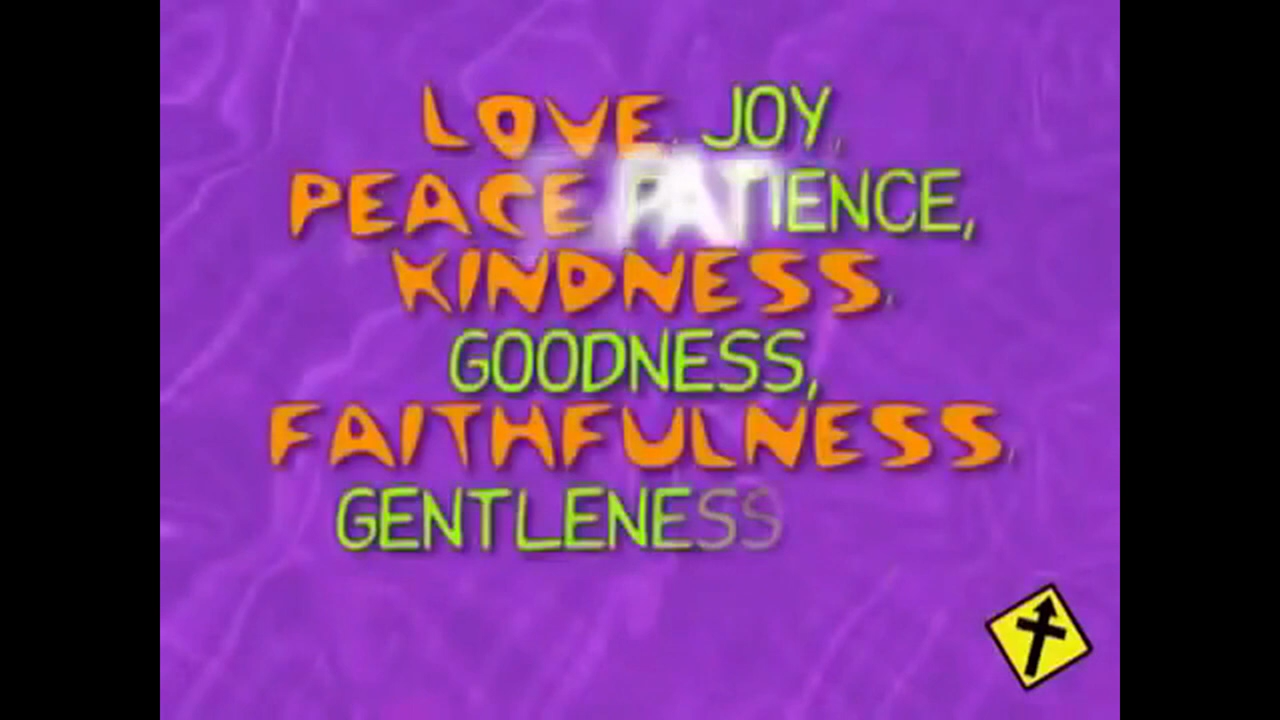 LOVE, JOY,
PEACE PATIENCE,
KINDNESS,
GOODNESS,
FAITHFULNESS,
GENTLENESS